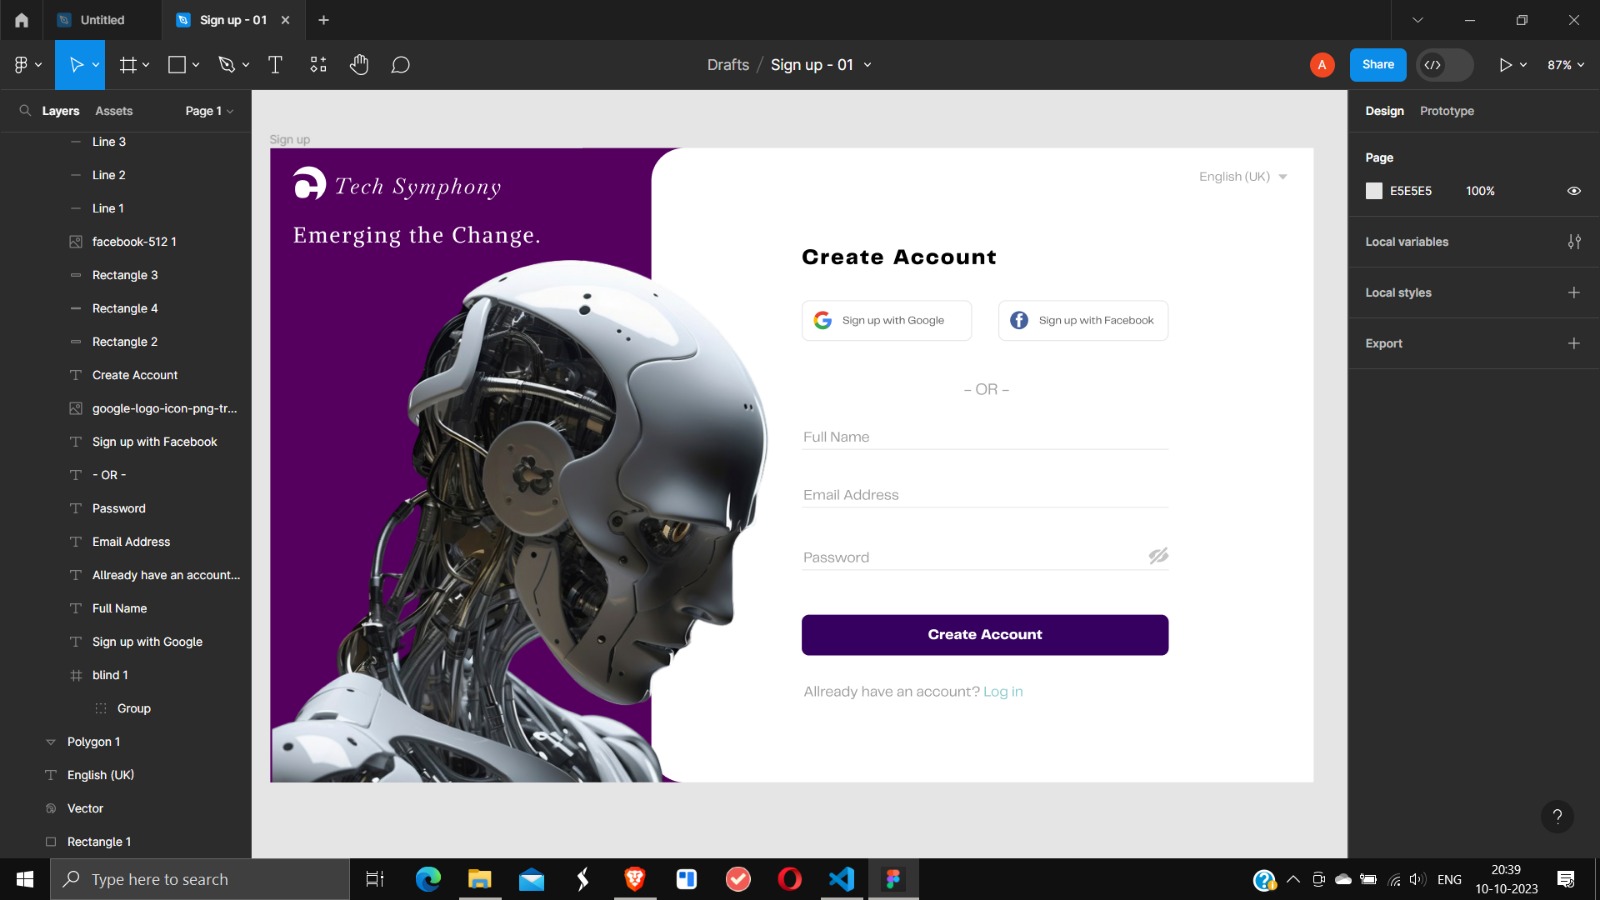 Untitled
Sign up - 01
Drafts / Sign up - 01
A
Share
87%
Layers
Assets
Page 1
Line 3
Line 2
Line 1
facebook-512 1
Rectangle 3
Rectangle 4
Rectangle 2
Create Account
google-logo-icon-png-tr...
Sign up with Facebook
- OR -
Password
Email Address
Allready have an account...
Full Name
Sign up with Google
blind 1
Group
Polygon 1
English (UK)
Vector
Rectangle 1
Sign up
Tech Symphony
Emerging the Change.
English (UK)
Create Account
Sign up with Google
Sign up with Facebook
– OR –
Full Name
Email Address
Password
Create Account
Allready have an account? Log in
Design
Prototype
Page
E5E5E5 100%
Local variables
Local styles
Export
?
Type here to search
ENG
20:39
10-10-2023